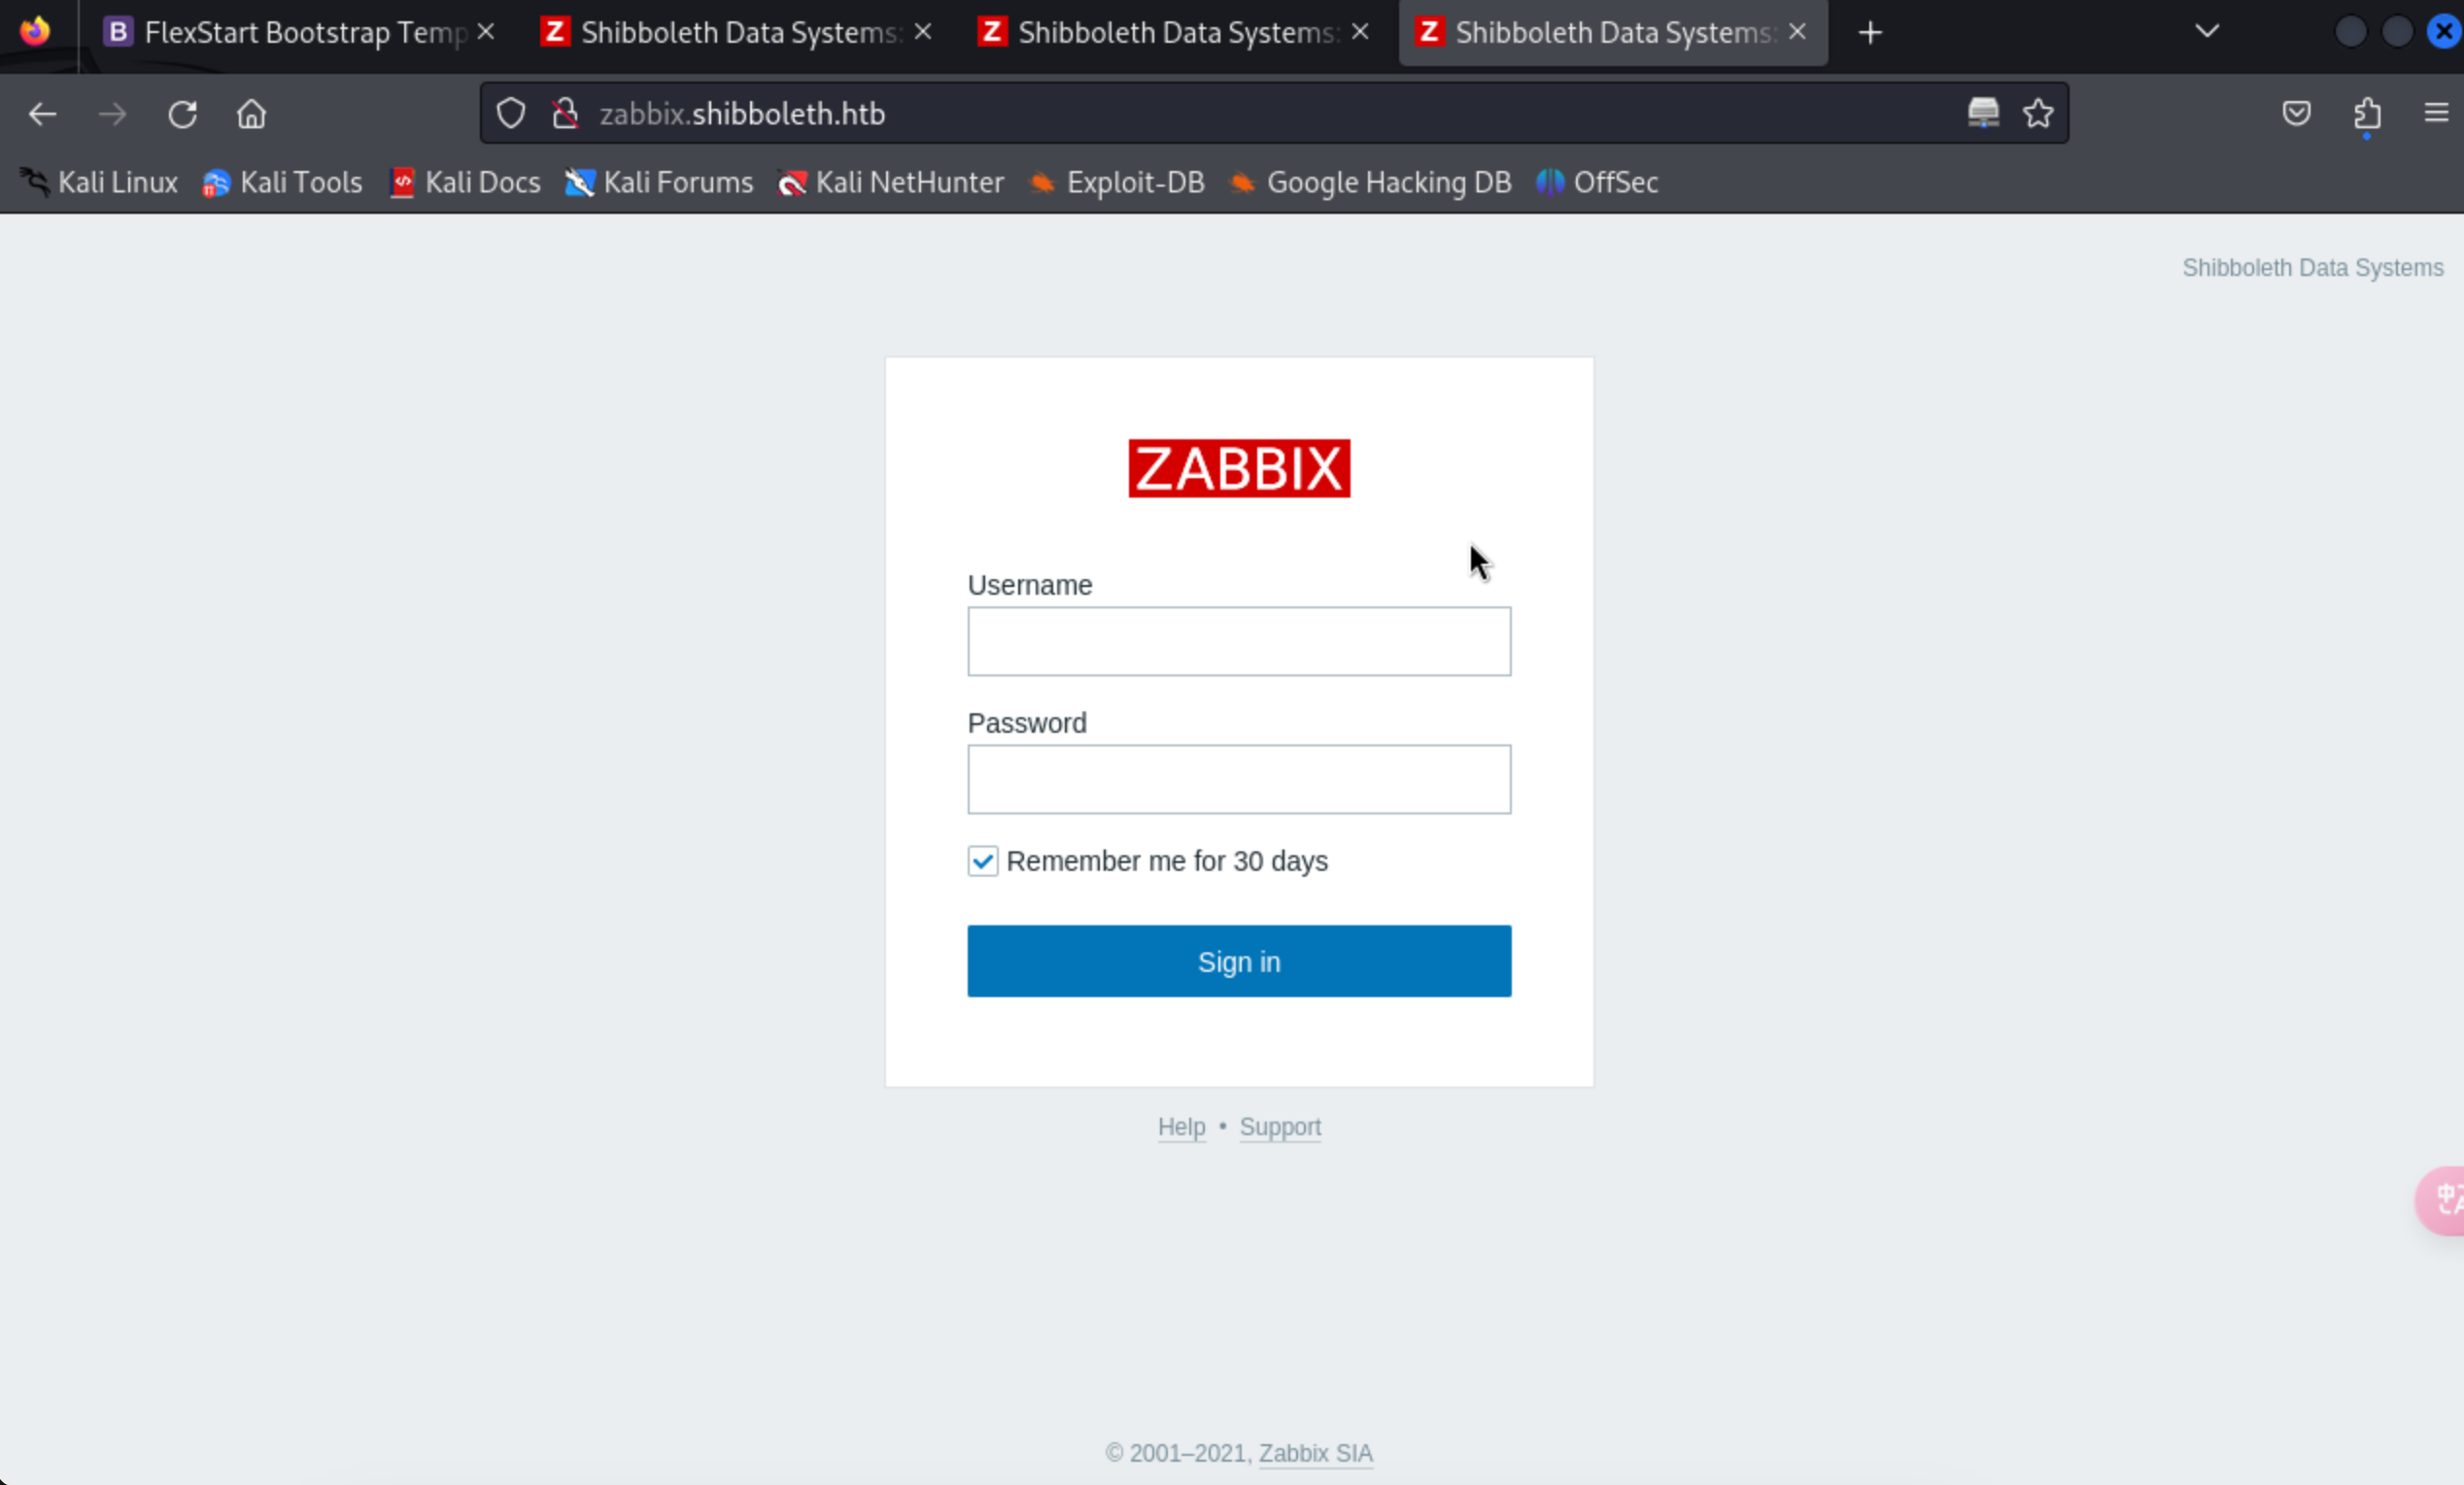 B FlexStart Bootstrap Temp Z Shibboleth Data Systems: Z Shibboleth Data Systems: Z Shibboleth Data Systems:
zabbix.shibboleth.htb
Kali Linux Kali Tools Kali Docs Kali Forums Kali NetHunter Exploit-DB Google Hacking DB OffSec
Shibboleth Data Systems
ZABBIX
Username
Password
Remember me for 30 days
Sign in
Help • Support
中
© 2001–2021, Zabbix SIA